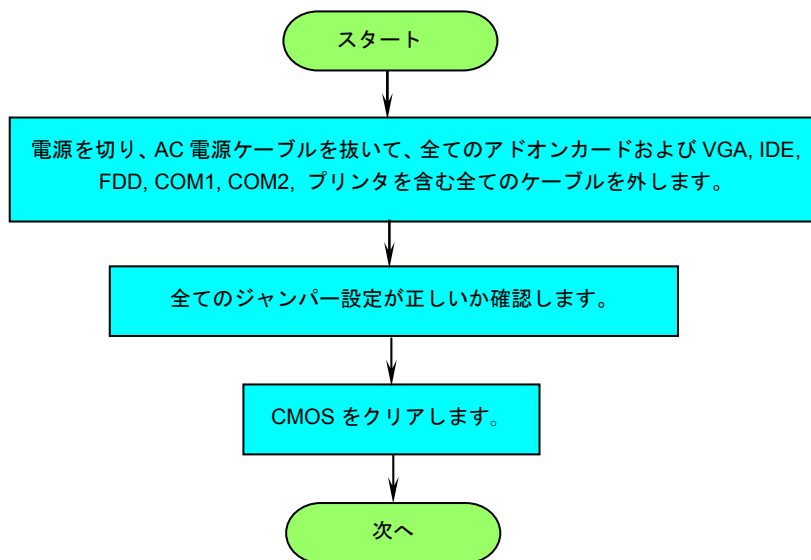 スタート
電源を切り、AC 電源ケーブルを抜いて、全てのアドオンカードおよび VGA, IDE,
FDD, COM1, COM2, プリンタを含む全てのケーブルを外します。
全てのジャンパー設定が正しいか確認します。
CMOS をクリアします。
次へ